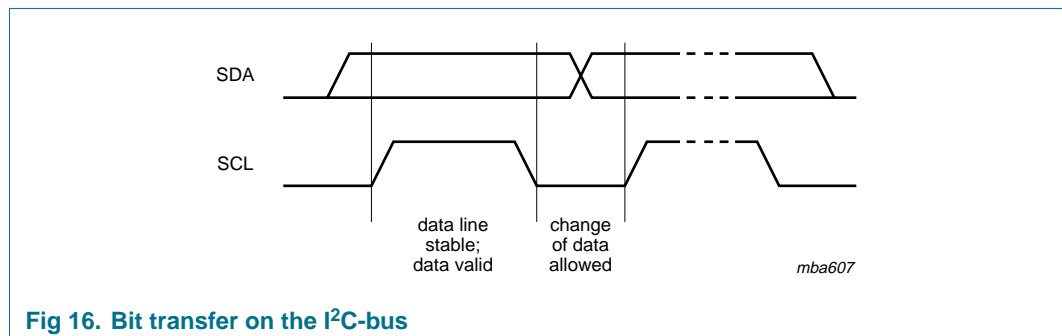 SDA
SCL
data line
stable;
data valid
change
of data
allowed
mba607
Fig 16. Bit transfer on the I²C-bus